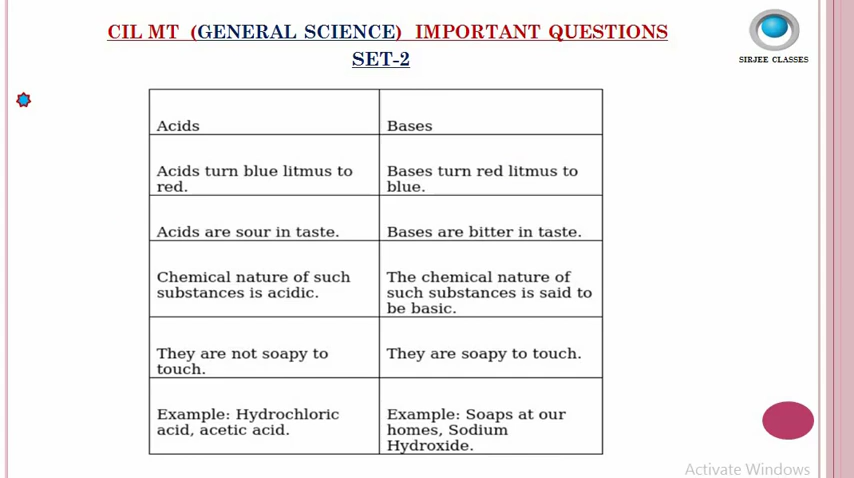 CIL MT (GENERAL SCIENCE) IMPORTANT QUESTIONS
SET-2
SIRJEE CLASSES
Acids
Bases
Acids turn blue litmus to
red.
Bases turn red litmus to
blue.
Acids are sour in taste.
Bases are bitter in taste.
Chemical nature of such
substances is acidic.
The chemical nature of
such substances is said to
be basic.
They are not soapy to
touch.
They are soapy to touch.
Example: Hydrochloric
acid, acetic acid.
Example: Soaps at our
homes, Sodium
Hydroxide.
Activate Windows